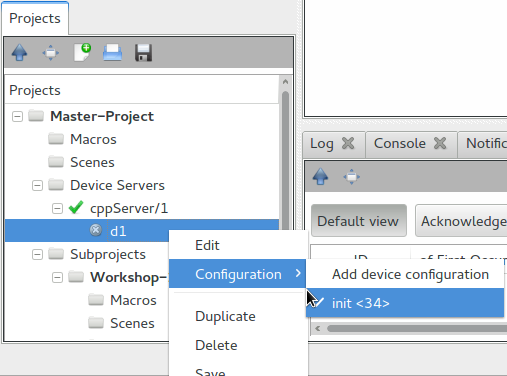 Projects
Projects
Master-Project
Macros
Scenes
Device Servers
cppServer/1
d1
Subprojects
Workshop-
Macros
Scenes
Edit
Configuration
Duplicate
Delete
Save
Add device configuration
init <34>
Log
Console
Notific
Default view
Acknowledge
ID
of First Occu